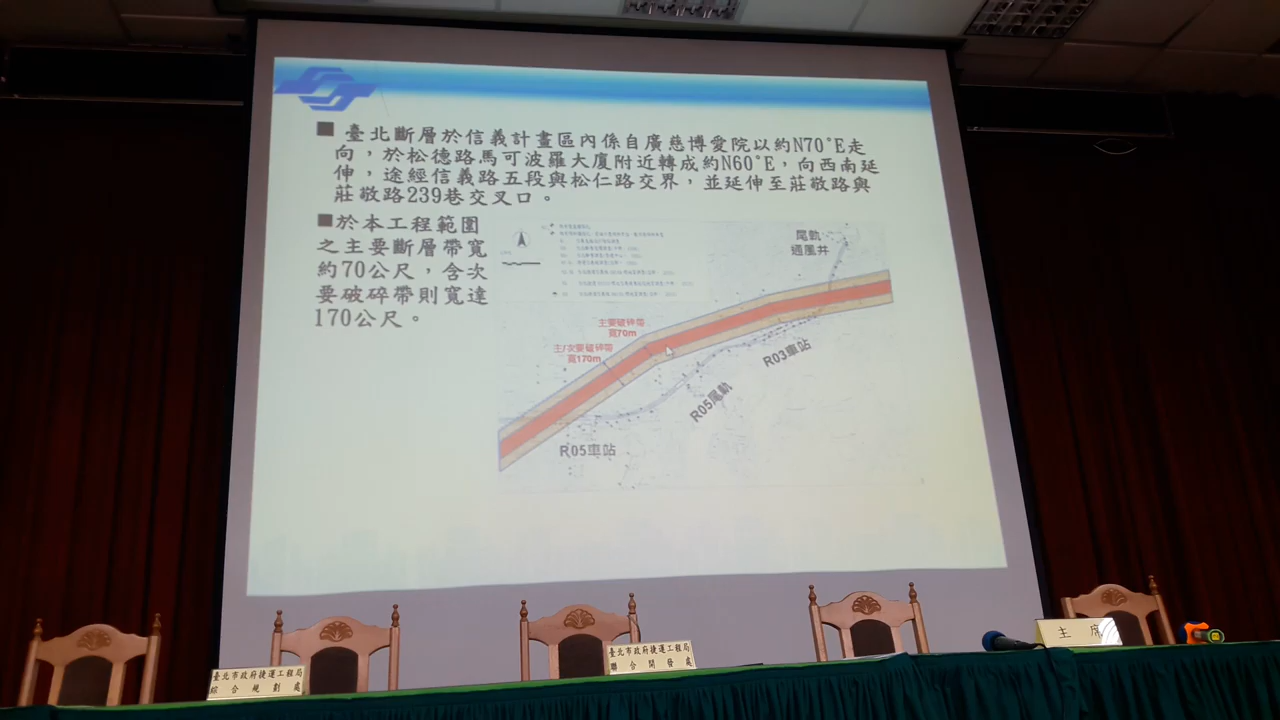 ■ 臺北斷層於信義計畫區內係自廣慈博愛院以約N70°E走
向，於松德路馬可波羅大廈附近轉成約N60°E，向西南延
伸，途經信義路五段與松仁路交界，並延伸至莊敬路與
莊敬路239巷交叉口。
■於本工程範圍
之主要斷層帶寬
約70公尺，含次
要破碎帶則寬達
170公尺。
尾軌
通風井
主要破碎帶
寬70m
主/次要破碎帶
寬170m
R03車站
R05尾軌
R05車站
臺北市政府捷運工程局
綜合規劃處
臺北市政府捷運工程局
聯合開發處
主席